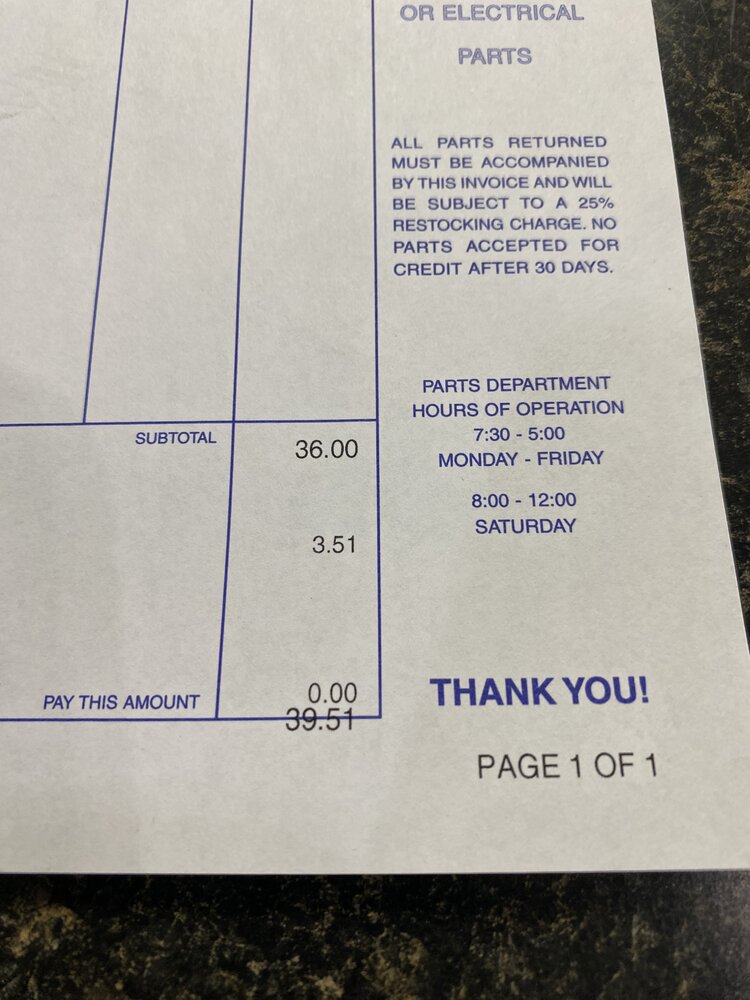 OR ELECTRICAL
PARTS
ALL PARTS RETURNED
MUST BE ACCOMPANIED
BY THIS INVOICE AND WILL
BE SUBJECT TO A 25%
RESTOCKING CHARGE. NO
PARTS ACCEPTED FOR
CREDIT AFTER 30 DAYS.
PARTS DEPARTMENT
HOURS OF OPERATION
7:30 - 5:00
MONDAY - FRIDAY
8:00 - 12:00
SATURDAY
SUBTOTAL 36.00
3.51
0.00
PAY THIS AMOUNT 39.51
THANK YOU!
PAGE 1 OF 1